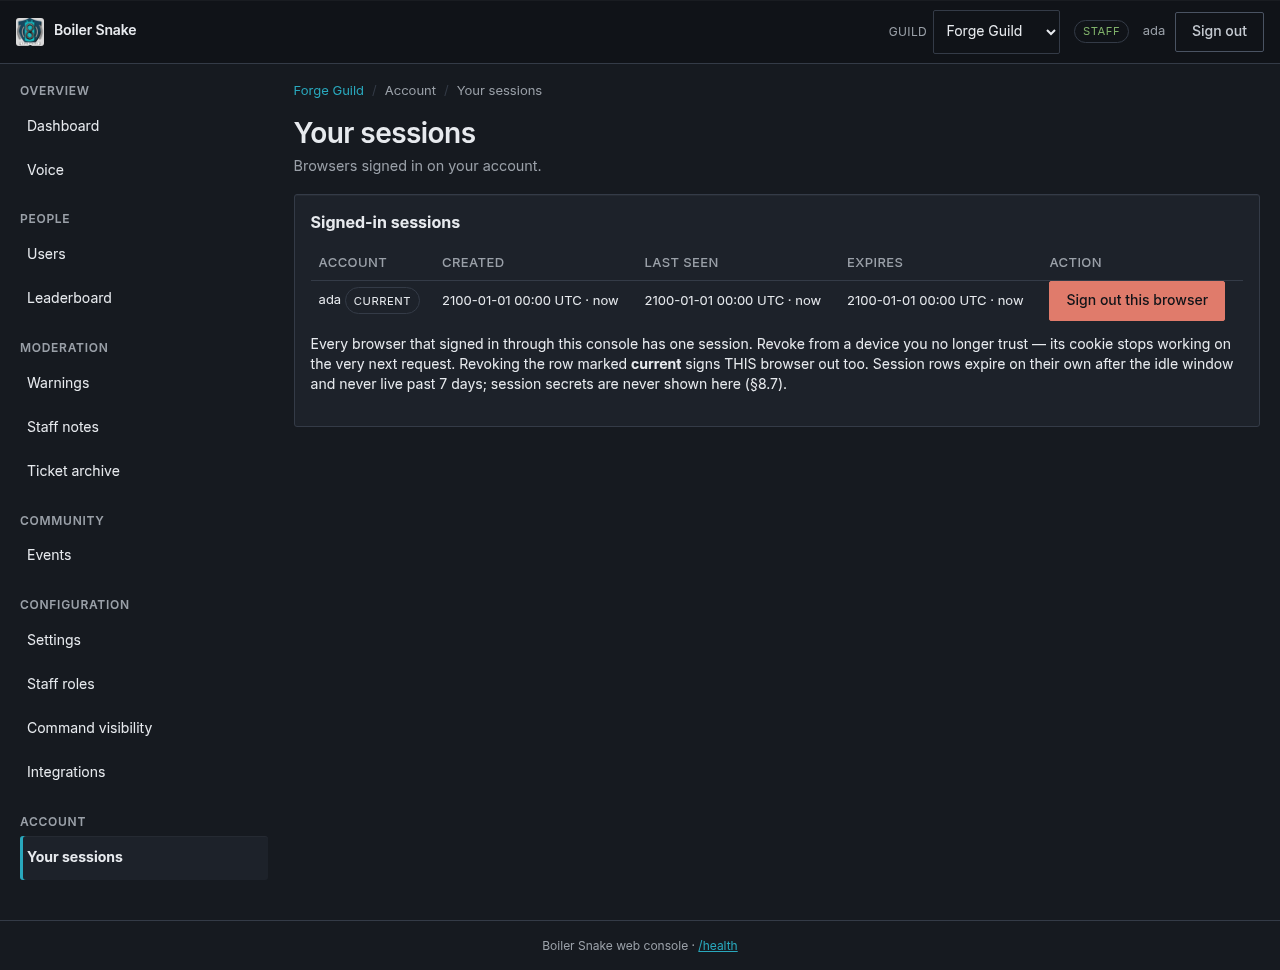 Boiler Snake
GUILD Forge Guild STAFF ada Sign out
OVERVIEW
Dashboard
Voice
PEOPLE
Users
Leaderboard
MODERATION
Warnings
Staff notes
Ticket archive
COMMUNITY
Events
CONFIGURATION
Settings
Staff roles
Command visibility
Integrations
ACCOUNT
Your sessions
Forge Guild / Account / Your sessions
Your sessions
Browsers signed in on your account.
Signed-in sessions
ACCOUNT CREATED LAST SEEN EXPIRES ACTION
ada CURRENT 2100-01-01 00:00 UTC · now 2100-01-01 00:00 UTC · now 2100-01-01 00:00 UTC · now Sign out this browser
Every browser that signed in through this console has one session. Revoke from a device you no longer trust — its cookie stops working on
the very next request. Revoking the row marked current signs THIS browser out too. Session rows expire on their own after the idle window
and never live past 7 days; session secrets are never shown here (§8.7).
Boiler Snake web console · /health